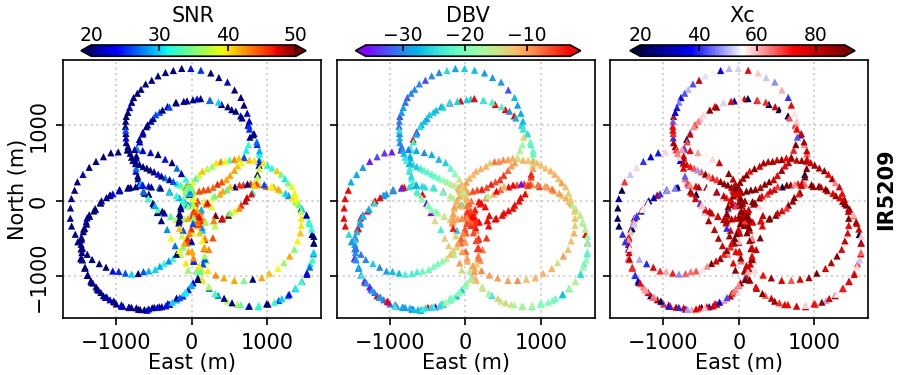 SNR DBV Xc
20 30 40 50 −30 −20 −10 20 40 60 80
North (m)
1000
0
−1000
IR5209
−1000 0 1000 −1000 0 1000 −1000 0 1000
East (m) East (m) East (m)